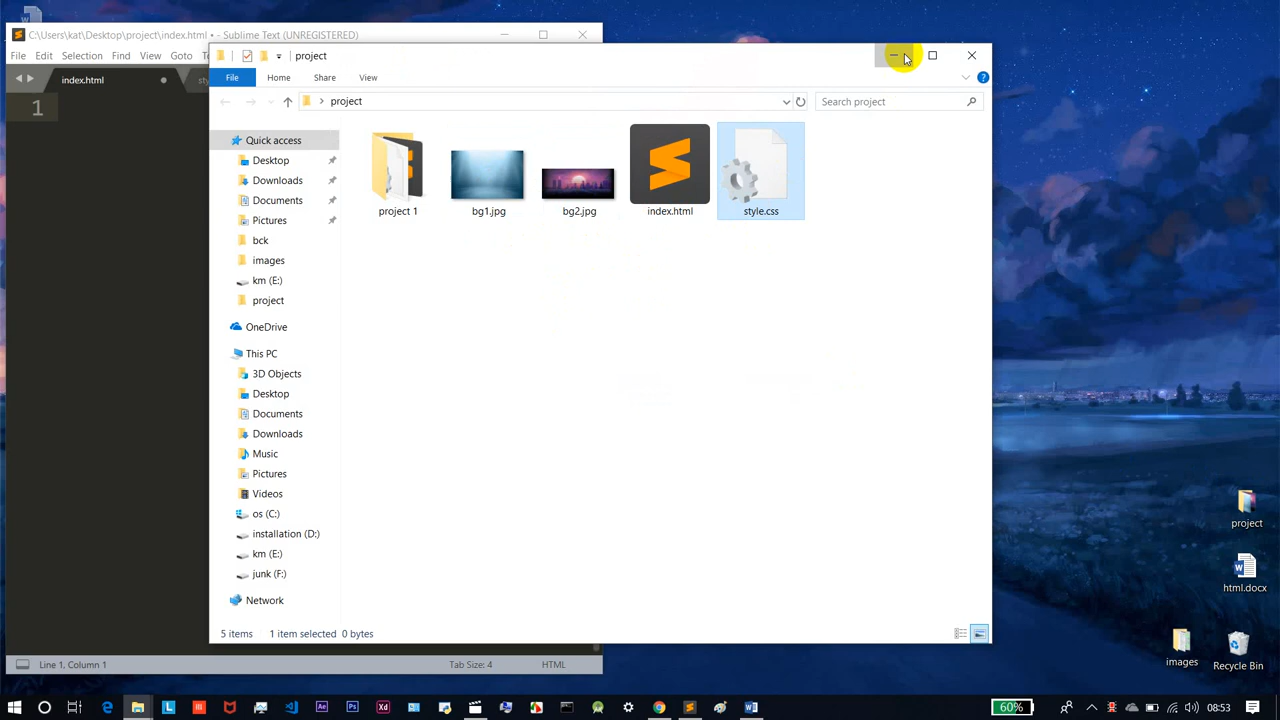 C:\Users\kat\Desktop\project\index.html • - Sublime Text (UNREGISTERED)
File Edit Selection Find View Goto
index.html
1
Line 1, Column 1 Tab Size: 4 HTML
project
File Home Share View
project
Search project
Quick access
Desktop
Downloads
Documents
Pictures
bck
images
km (E:)
project
OneDrive
This PC
3D Objects
Desktop
Documents
Downloads
Music
Pictures
Videos
os (C:)
installation (D:)
km (E:)
junk (F:)
Network
project 1
bg1.jpg
bg2.jpg
index.html
style.css
5 items 1 item selected 0 bytes
project
html.docx
images
Recycle Bin
60%
08:53